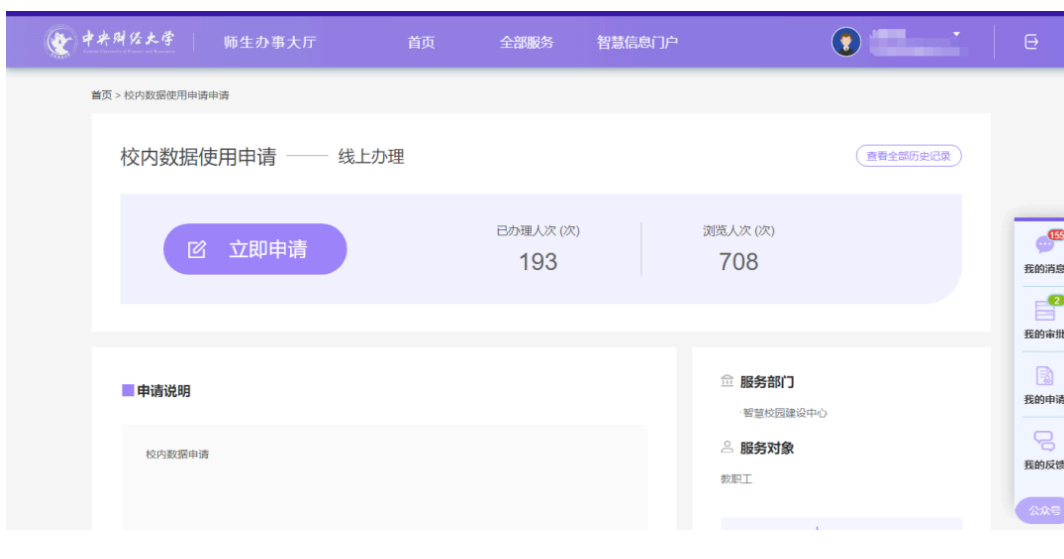 中央财经大学 师生办事大厅 首页 全部服务 智慧信息门户
首页 > 校内数据使用申请申请
校内数据使用申请 —— 线上办理 查看全部历史记录
立即申请
已办理人次 (次) 浏览人次 (次)
193 708
155
我的消息
2
我的审批
申请说明
服务部门
我的申请
·智慧校园建设中心
校内数据申请
服务对象
我的反馈
教职工
公众号